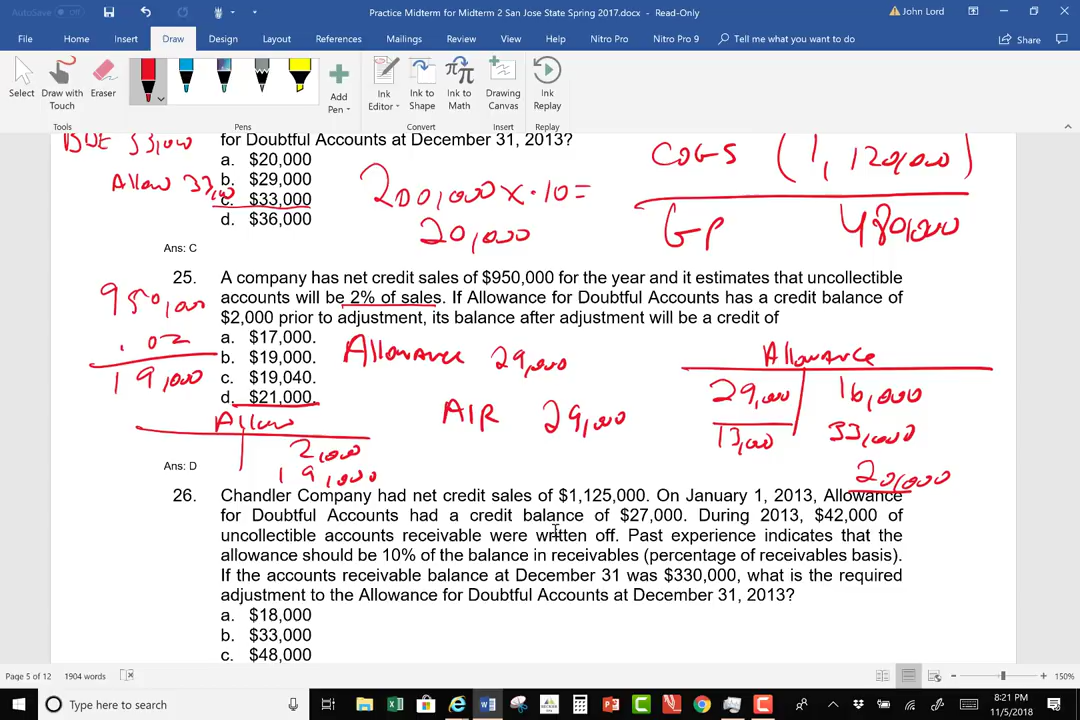 AutoSave Off
Practice Midterm for Midterm 2 San Jose State Spring 2017.docx - Read-Only
John Lord
File Home Insert Draw Design Layout References Mailings Review View Help Nitro Pro Nitro Pro 9 Tell me what you want to do Share
Select
Draw with Touch
Eraser
Add Pen
Ink Editor
Ink to Shape
Ink to Math
Drawing Canvas
Ink Replay
Tools Pens Convert Insert Replay
BDE 33,000
for Doubtful Accounts at December 31, 2013?
a. $20,000
b. $29,000
c. $33,000
d. $36,000
Allow 33,000
200,000 x .10 =
20,000
COGS (1,120,000)
GP 480,000
Ans: C
25. A company has net credit sales of $950,000 for the year and it estimates that uncollectible
accounts will be 2% of sales. If Allowance for Doubtful Accounts has a credit balance of
$2,000 prior to adjustment, its balance after adjustment will be a credit of
a. $17,000.
b. $19,000.
c. $19,040.
d. $21,000.
950,000
.02
19,000
Allow
2,000
19,000
Allowance 29,000
A/R 29,000
Allowance
29,000 16,000
13,000 33,000
20,000
Ans: D
26. Chandler Company had net credit sales of $1,125,000. On January 1, 2013, Allowance
for Doubtful Accounts had a credit balance of $27,000. During 2013, $42,000 of
uncollectible accounts receivable were written off. Past experience indicates that the
allowance should be 10% of the balance in receivables (percentage of receivables basis).
If the accounts receivable balance at December 31 was $330,000, what is the required
adjustment to the Allowance for Doubtful Accounts at December 31, 2013?
a. $18,000
b. $33,000
c. $48,000
Page 5 of 12 1904 words
150%
Type here to search
8:21 PM
11/5/2018